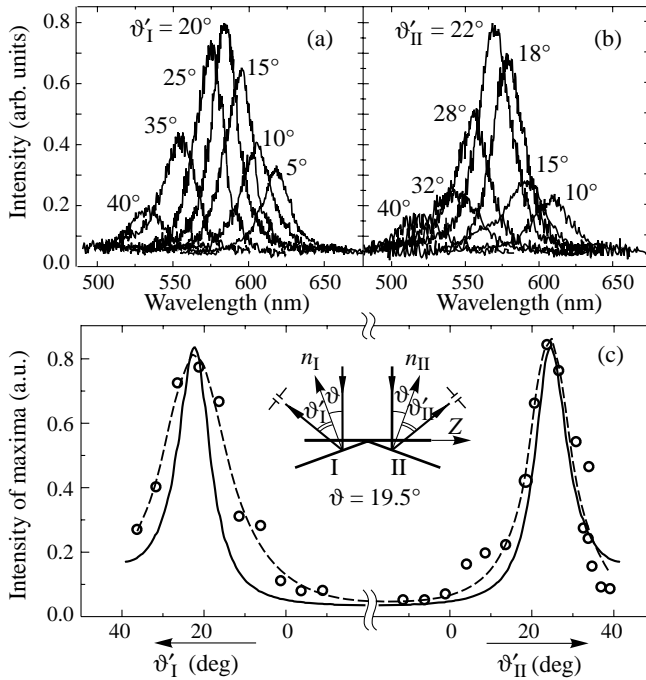 ϑ′I = 20°
(a)
25°
15°
35°
10°
5°
40°
Intensity (arb. units)
0.8
0.6
0.4
0.2
0.0
500 550 600 650
Wavelength (nm)
ϑ′II = 22°
(b)
18°
28°
15°
32°
10°
40°
500 550 600 650
Wavelength (nm)
(c)
nI
nII
ϑ
ϑ′I
ϑ
ϑ′II
Z
I
II
ϑ = 19.5°
Intensity of maxima (a.u.)
0.8
0.6
0.4
0.2
0.0
40 20 0 0 20 40
ϑ′I (deg)
ϑ′II (deg)